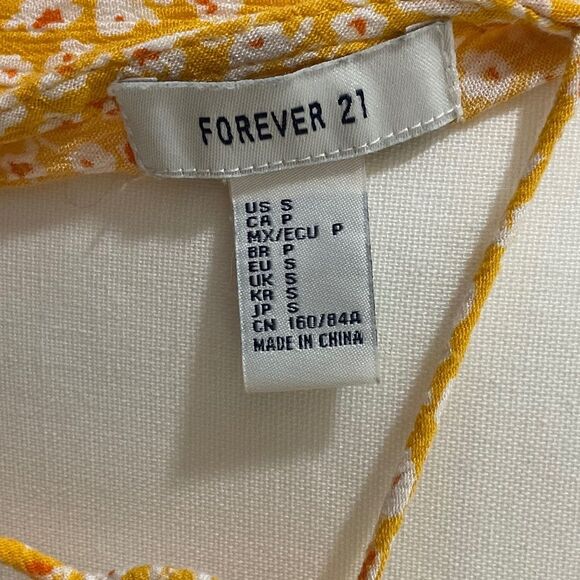 FOREVER 21
US S
CA P
MX/ECU P
BR P
EU S
UK S
KR S
JP S
CN 160/84A
MADE IN CHINA